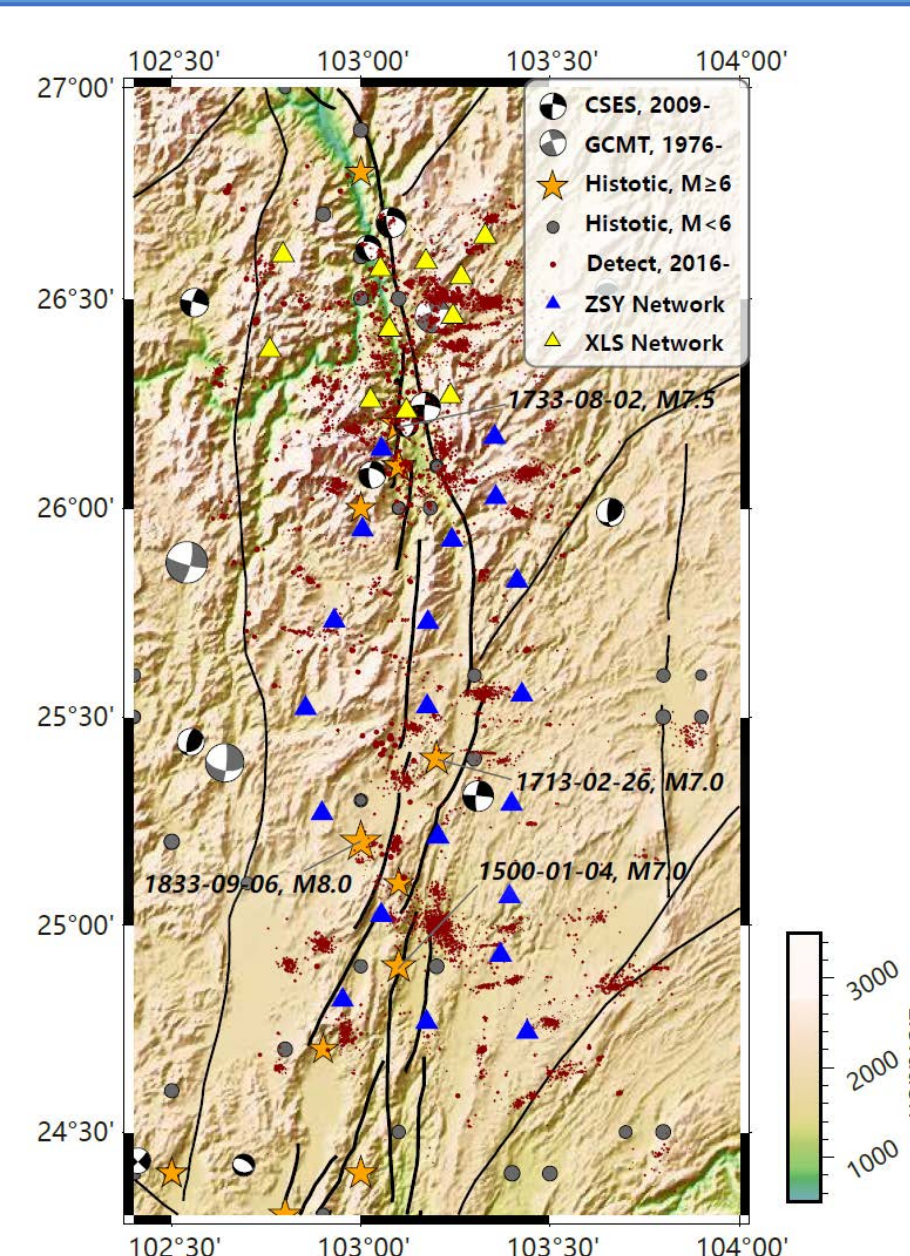 102°30' 103°00' 103°30' 104°00'
27°00'
CSES, 2009-
GCMT, 1976-
Histotic, M≥6
Histotic, M<6
Detect, 2016-
26°30'
ZSY Network
XLS Network
1733-08-02, M7.5
26°00'
25°30'
1713-02-26, M7.0
1833-09-06, M8.0
1500-01-04, M7.0
25°00'
3000
2000
1000
24°30'
102°30' 103°00' 103°30' 104°00'